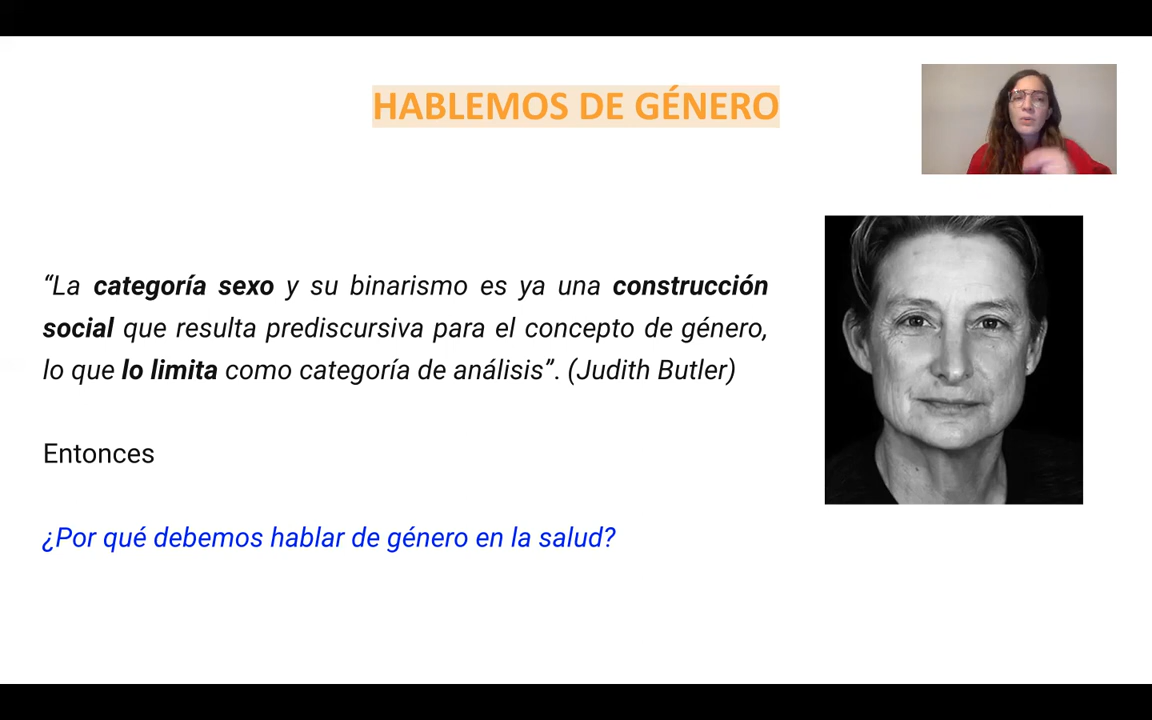 HABLEMOS DE GÉNERO
“La categoría sexo y su binarismo es ya una construcción
social que resulta prediscursiva para el concepto de género,
lo que lo limita como categoría de análisis”. (Judith Butler)
Entonces
¿Por qué debemos hablar de género en la salud?